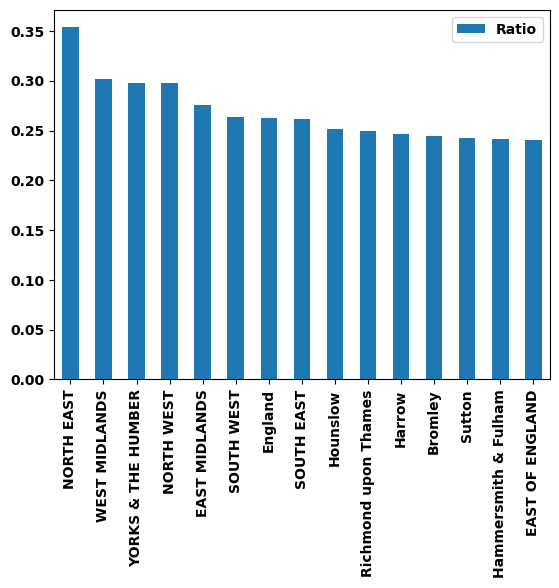 Ratio
0.35
0.30
0.25
0.20
0.15
0.10
0.05
0.00
NORTH EAST
WEST MIDLANDS
YORKS & THE HUMBER
NORTH WEST
EAST MIDLANDS
SOUTH WEST
England
SOUTH EAST
Hounslow
Richmond upon Thames
Harrow
Bromley
Sutton
Hammersmith & Fulham
EAST OF ENGLAND